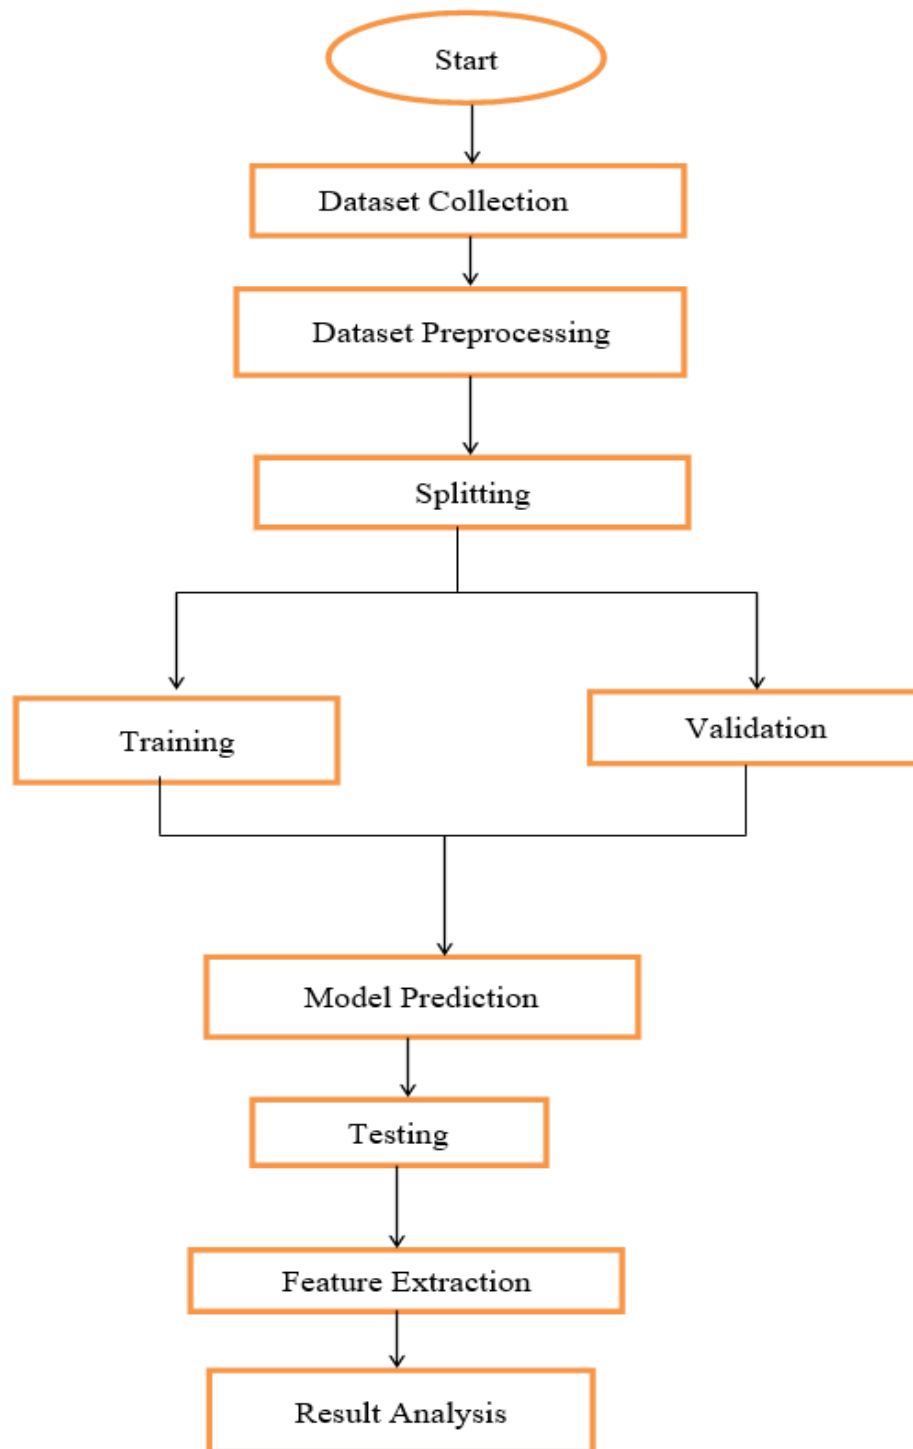 Start
Dataset Collection
Dataset Preprocessing
Splitting
Training
Validation
Model Prediction
Testing
Feature Extraction
Result Analysis